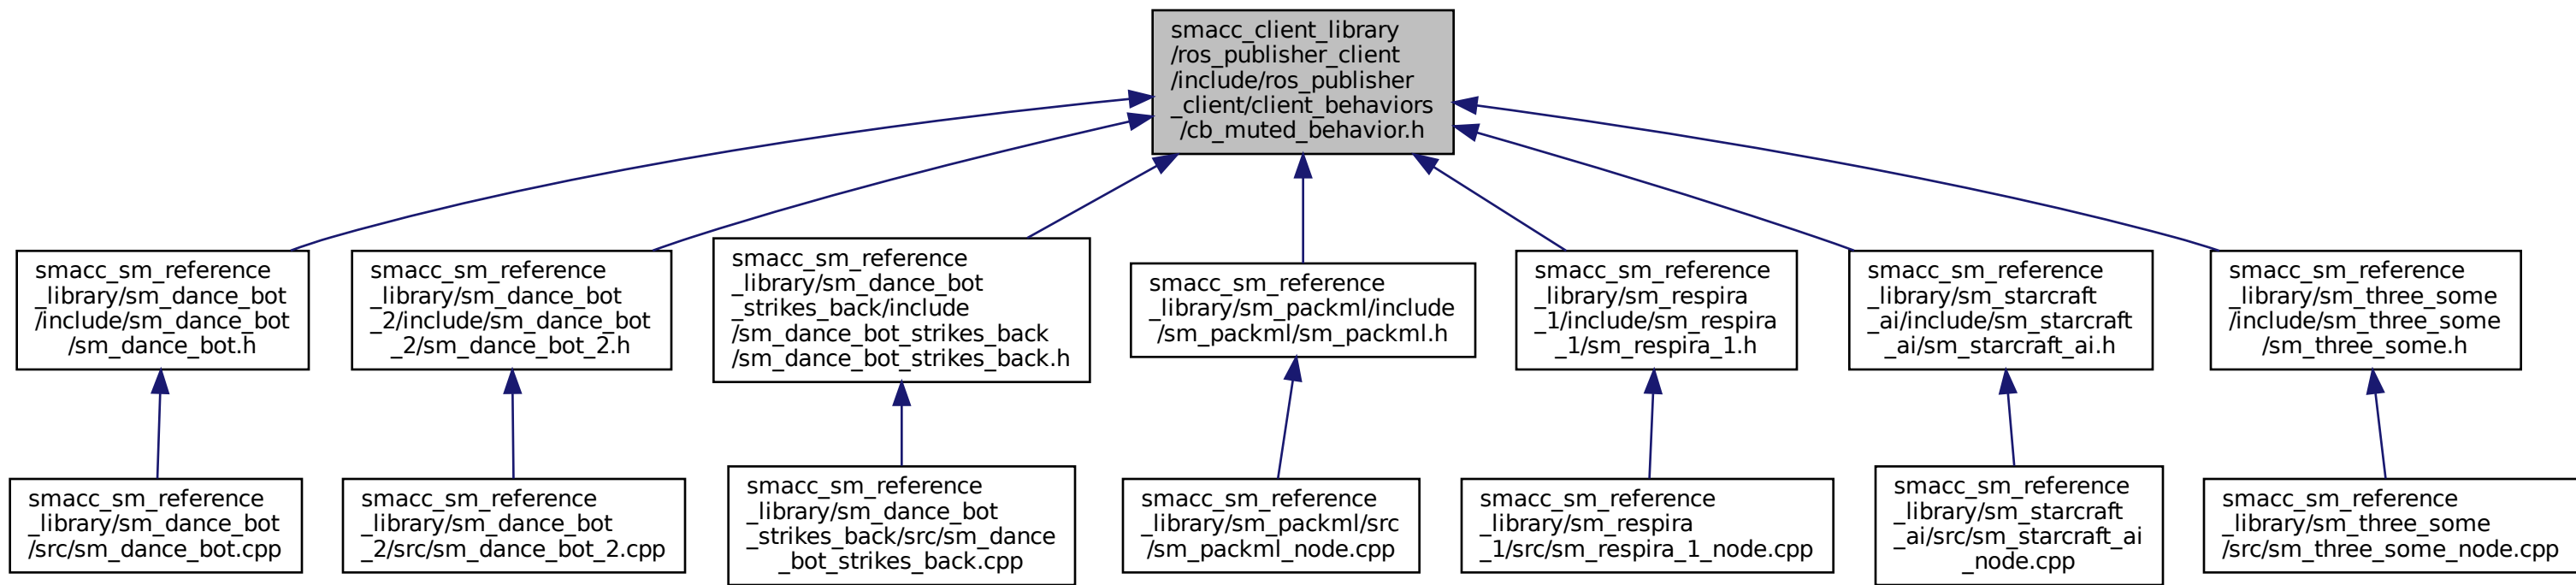 smacc_client_library
/ros_publisher_client
/include/ros_publisher
_client/client_behaviors
/cb_muted_behavior.h
smacc_sm_reference
_library/sm_dance_bot
/include/sm_dance_bot
/sm_dance_bot.h
smacc_sm_reference
_library/sm_dance_bot
_2/include/sm_dance_bot
_2/sm_dance_bot_2.h
smacc_sm_reference
_library/sm_dance_bot
_strikes_back/include
/sm_dance_bot_strikes_back
/sm_dance_bot_strikes_back.h
smacc_sm_reference
_library/sm_packml/include
/sm_packml/sm_packml.h
smacc_sm_reference
_library/sm_respira
_1/include/sm_respira
_1/sm_respira_1.h
smacc_sm_reference
_library/sm_starcraft
_ai/include/sm_starcraft
_ai/sm_starcraft_ai.h
smacc_sm_reference
_library/sm_three_some
/include/sm_three_some
/sm_three_some.h
smacc_sm_reference
_library/sm_dance_bot
/src/sm_dance_bot.cpp
smacc_sm_reference
_library/sm_dance_bot
_2/src/sm_dance_bot_2.cpp
smacc_sm_reference
_library/sm_dance_bot
_strikes_back/src/sm_dance
_bot_strikes_back.cpp
smacc_sm_reference
_library/sm_packml/src
/sm_packml_node.cpp
smacc_sm_reference
_library/sm_respira
_1/src/sm_respira_1_node.cpp
smacc_sm_reference
_library/sm_starcraft
_ai/src/sm_starcraft_ai
_node.cpp
smacc_sm_reference
_library/sm_three_some
/src/sm_three_some_node.cpp